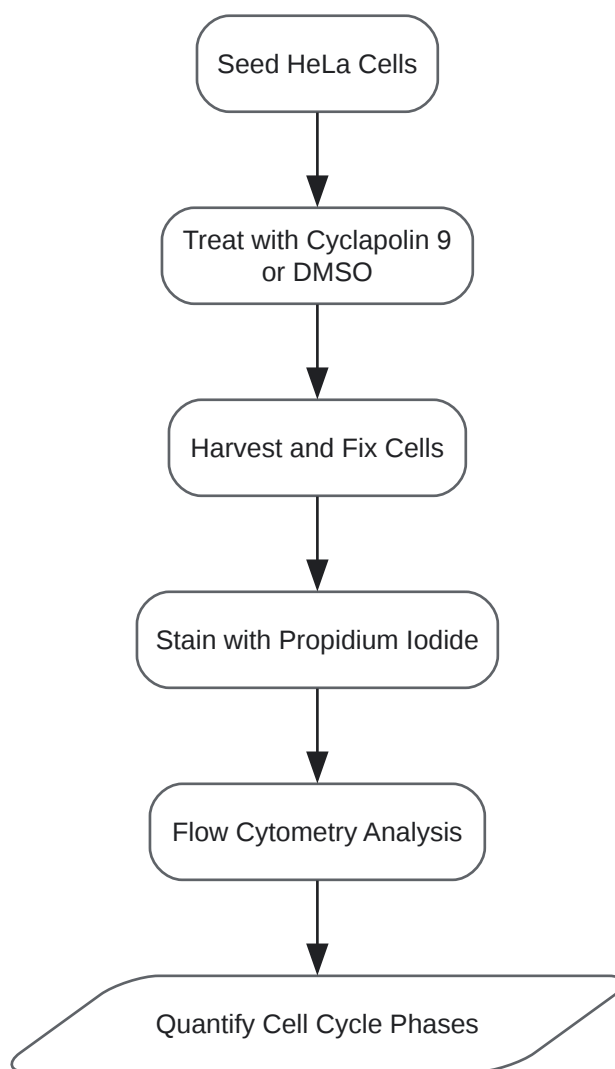 Seed HeLa Cells
Treat with Cyclapolin 9
or DMSO
Harvest and Fix Cells
Stain with Propidium Iodide
Flow Cytometry Analysis
Quantify Cell Cycle Phases